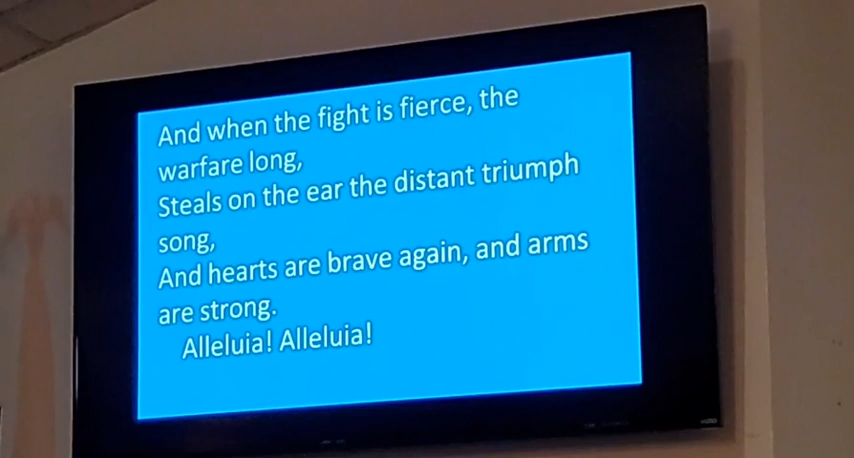 And when the fight is fierce, the
warfare long,
Steals on the ear the distant triumph
song,
And hearts are brave again, and arms
are strong.
Alleluia! Alleluia!